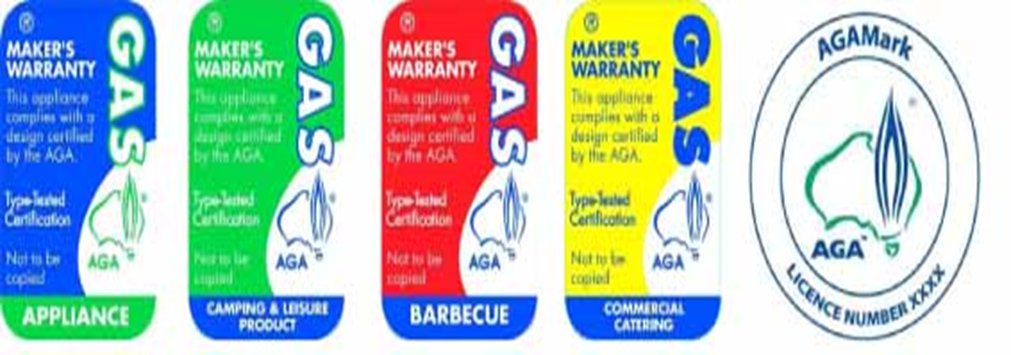 ®
MAKER'S
WARRANTY
This appliance
complies with a
design certified
by the AGA.
Type-Tested
Certification
Not to be
copied
GAS
®
AGA
APPLIANCE
®
MAKER'S
WARRANTY
This appliance
complies with a
design certified
by the AGA.
Type-Tested
Certification
Not to be
copied
GAS
®
AGA
CAMPING & LEISURE
PRODUCT
®
MAKER'S
WARRANTY
This appliance
complies with a
design certified
by the AGA.
Type-Tested
Certification
Not to be
copied
GAS
®
AGA
BARBECUE
®
MAKER'S
WARRANTY
This appliance
complies with a
design certified
by the AGA.
Type-Tested
Certification
Not to be
copied
GAS
®
AGA
COMMERCIAL
CATERING
AGAMark
®
AGA™
LICENCE NUMBER XXXX